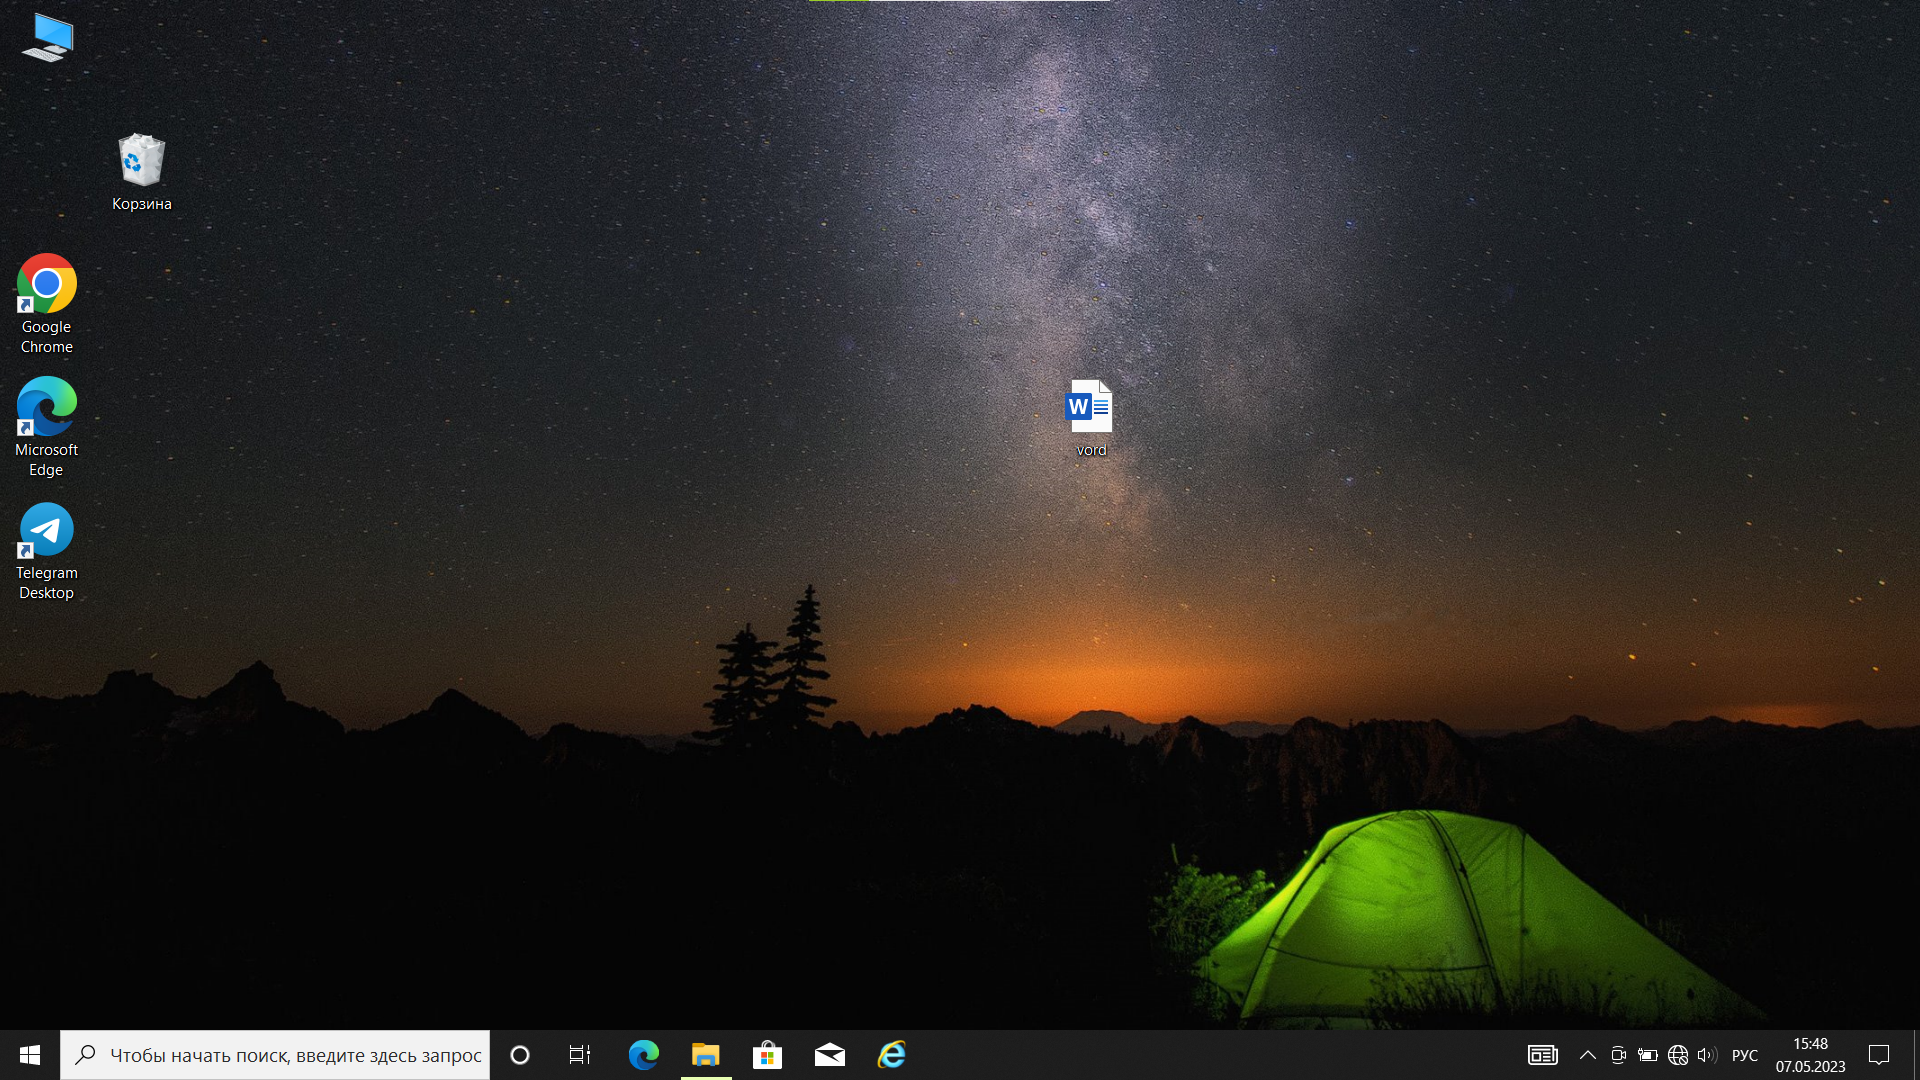 Корзина
Google
Chrome
Microsoft
Edge
Telegram
Desktop
W
vord
Чтобы начать поиск, введите здесь запрос
РУС
15:48
07.05.2023